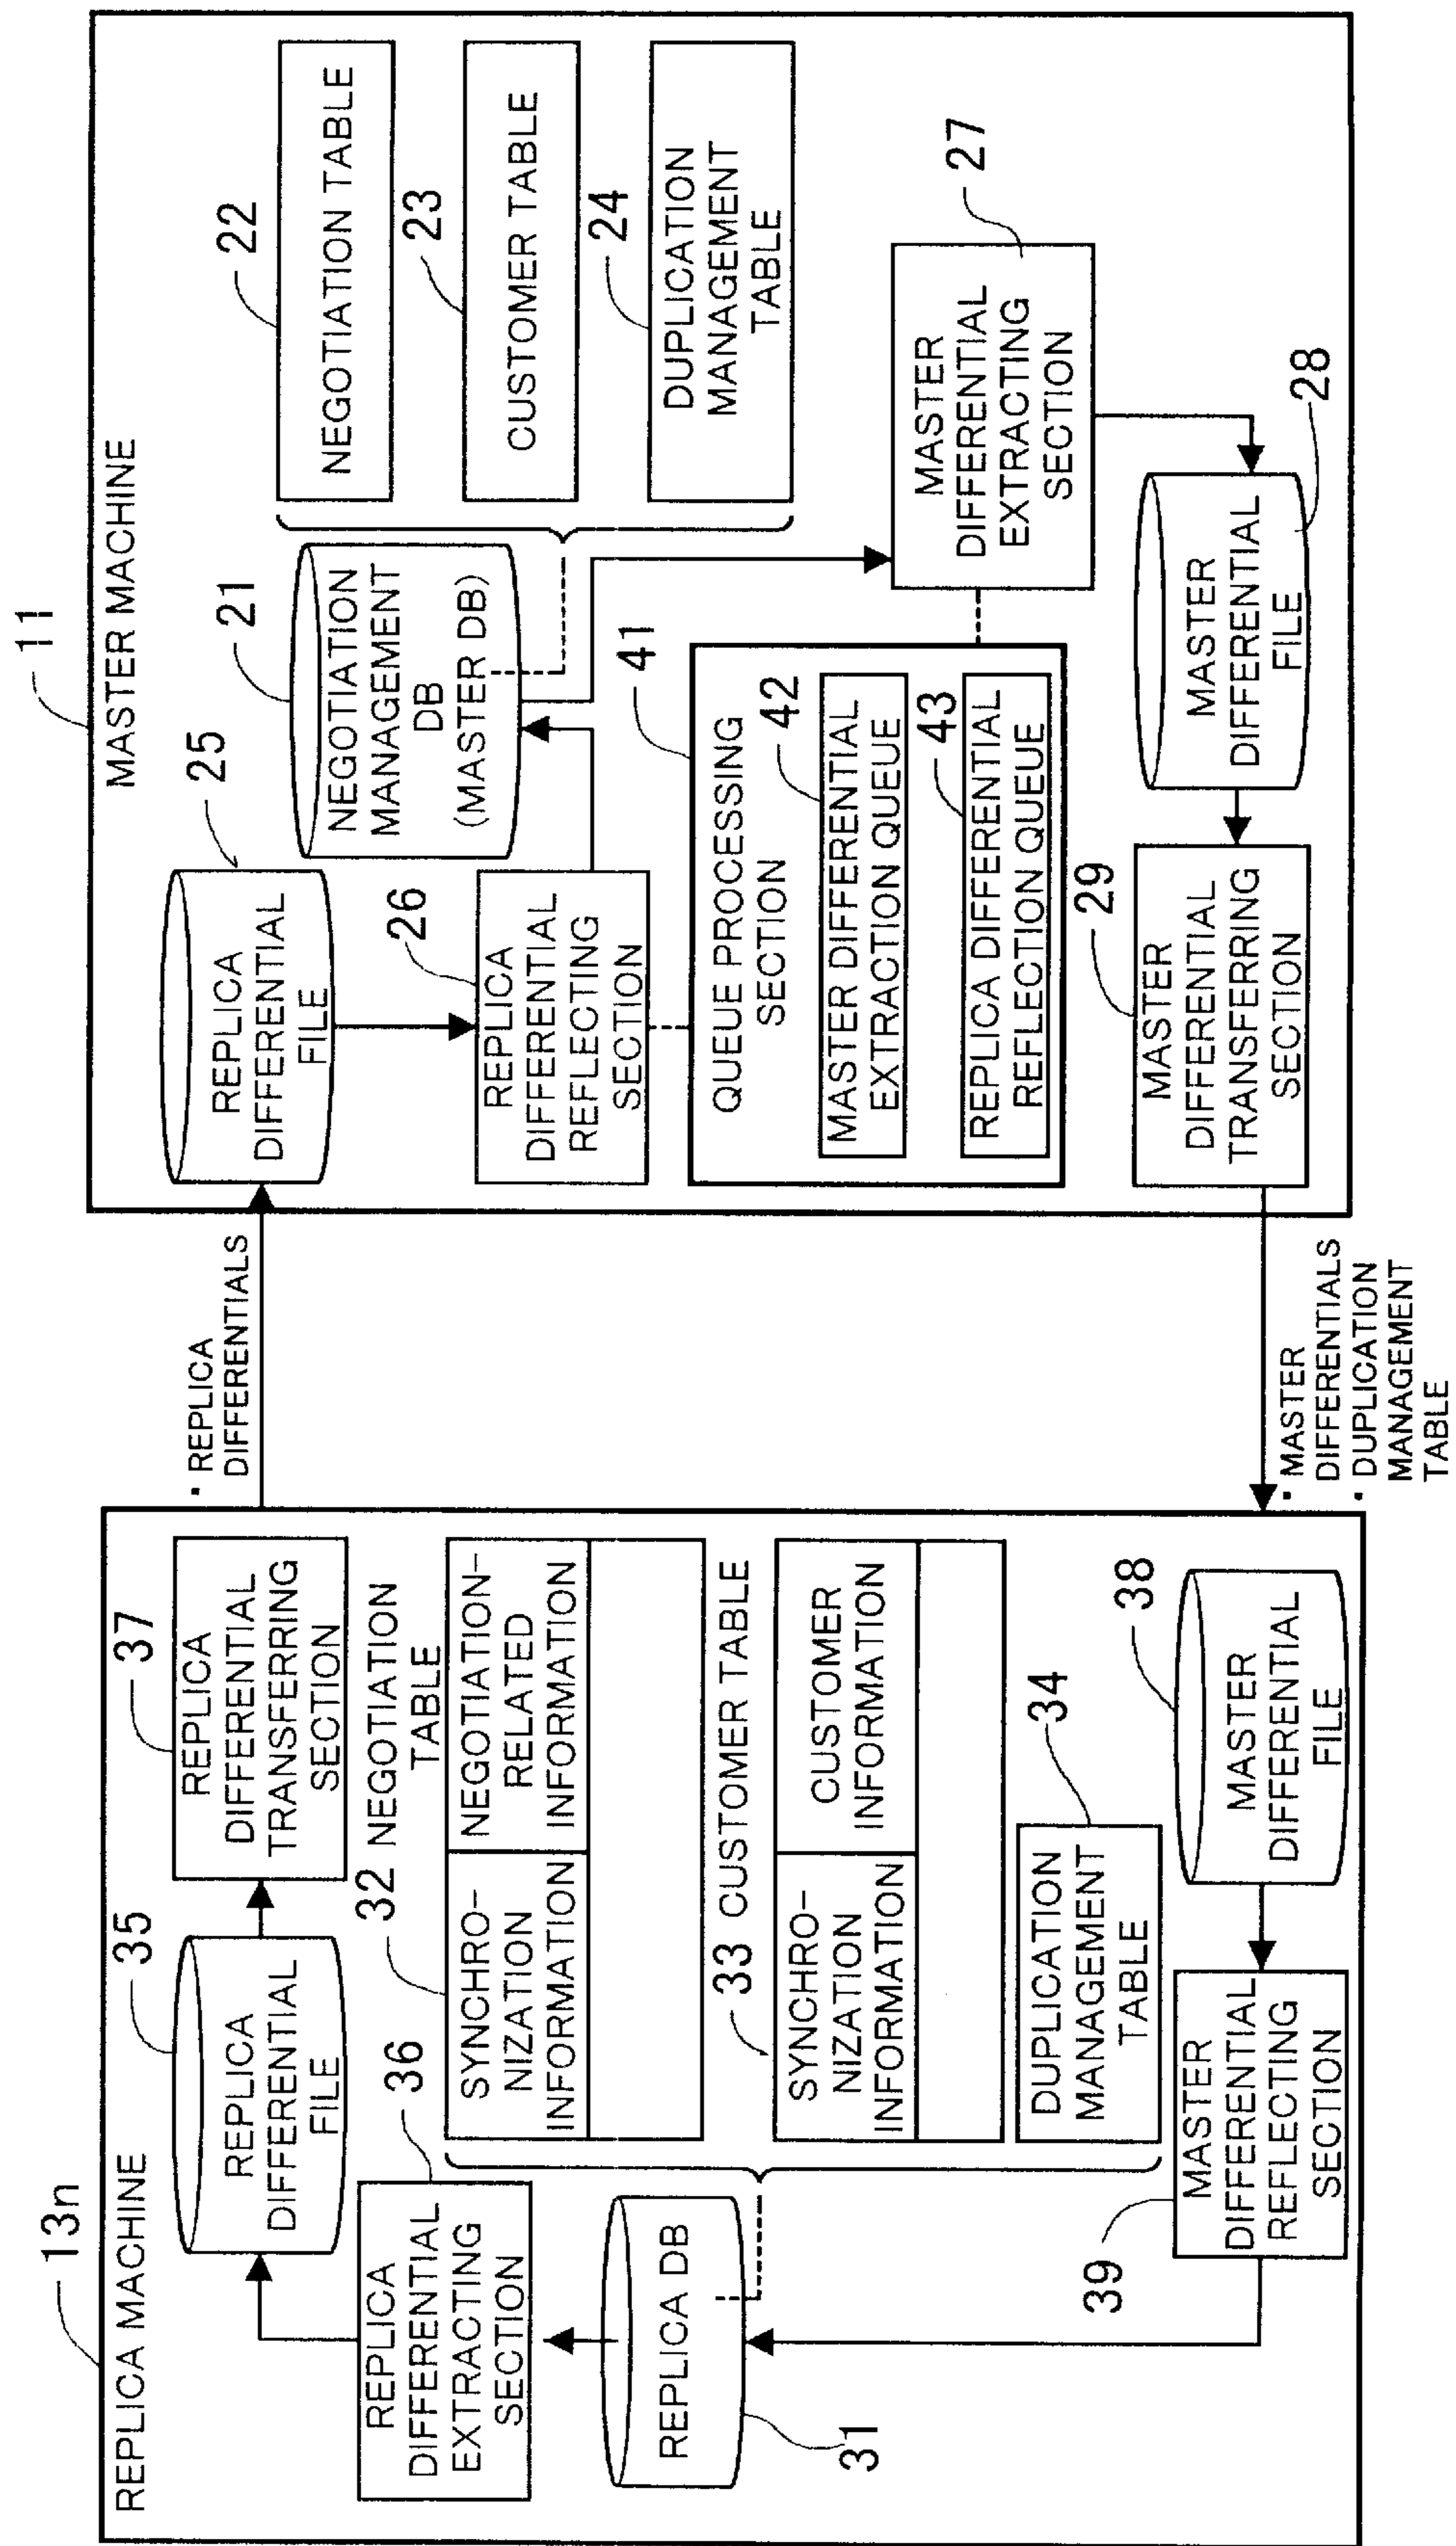 13n
REPLICA MACHINE
35
REPLICA
DIFFERENTIAL
FILE
37
REPLICA
DIFFERENTIAL
TRANSFERRING
SECTION
36
REPLICA
DIFFERENTIAL
EXTRACTING
SECTION
REPLICA DB
31
32
NEGOTIATION
TABLE
SYNCHRO-
NIZATION
INFORMATION
NEGOTIATION-
RELATED
INFORMATION
33
CUSTOMER TABLE
SYNCHRO-
NIZATION
INFORMATION
CUSTOMER
INFORMATION
DUPLICATION
MANAGEMENT
TABLE
34
39
MASTER
DIFFERENTIAL
REFLECTING
SECTION
38
MASTER
DIFFERENTIAL
FILE
・REPLICA
DIFFERENTIALS
・MASTER
DIFFERENTIALS
・DUPLICATION
MANAGEMENT
TABLE
11
MASTER MACHINE
25
REPLICA
DIFFERENTIAL
FILE
26
REPLICA
DIFFERENTIAL
REFLECTING
SECTION
21
NEGOTIATION
MANAGEMENT
DB
(MASTER DB)
22
NEGOTIATION TABLE
23
CUSTOMER TABLE
24
DUPLICATION
MANAGEMENT
TABLE
41
QUEUE PROCESSING
SECTION
42
MASTER DIFFERENTIAL
EXTRACTION QUEUE
43
REPLICA DIFFERENTIAL
REFLECTION QUEUE
27
MASTER
DIFFERENTIAL
EXTRACTING
SECTION
28
MASTER
DIFFERENTIAL
FILE
29
MASTER
DIFFERENTIAL
TRANSFERRING
SECTION